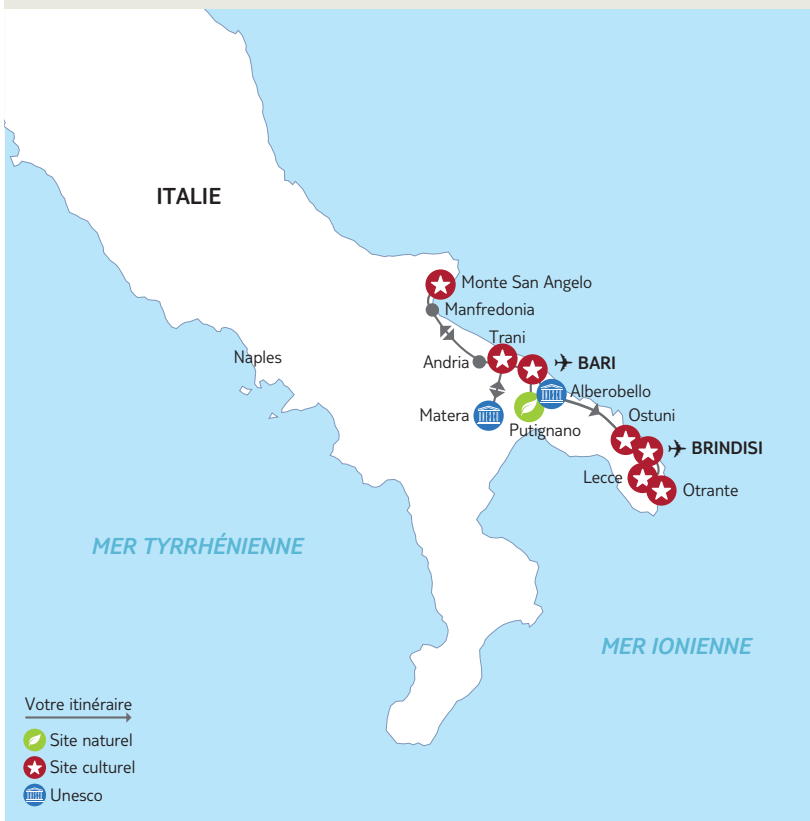 ITALIE
Monte San Angelo
Manfredonia
Trani
Naples
Andria
BARI
Alberobello
Matera
Putignano
Ostuni
BRINDISI
Lecce
Otrante
MER TYRRHÉNIENNE
MER IONIENNE
Votre itinéraire
Site naturel
Site culturel
Unesco